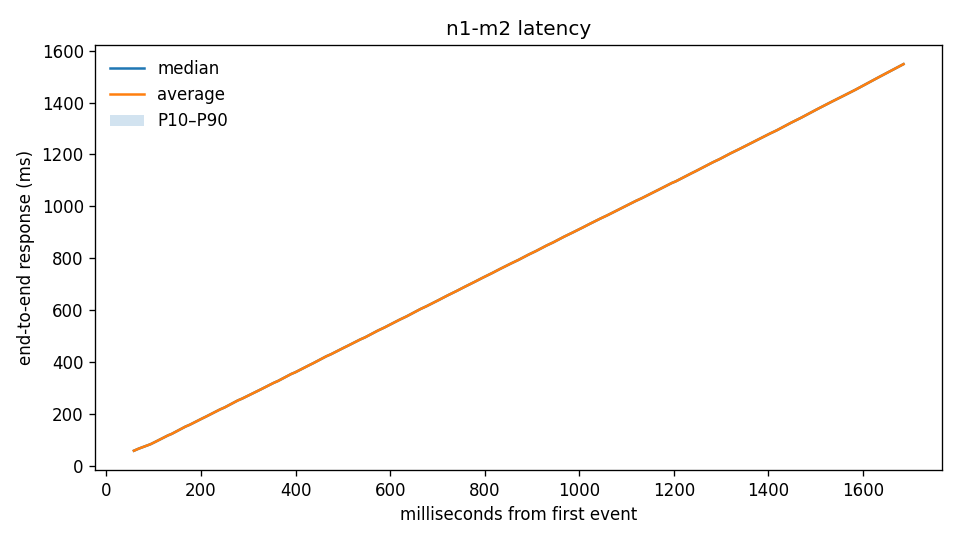 n1-m2 latency
1600
1400
1200
1000
800
600
400
200
0
end-to-end response (ms)
median
average
P10–P90
0 200 400 600 800 1000 1200 1400 1600
milliseconds from first event